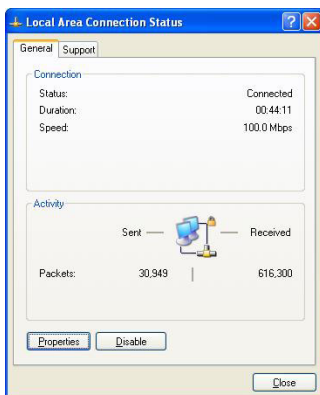 Local Area Connection Status
General Support
Connection
Status: Connected
Duration: 00:44:11
Speed: 100.0 Mbps
Activity
Sent Received
Packets: 30,949 616,300
Properties Disable
Close